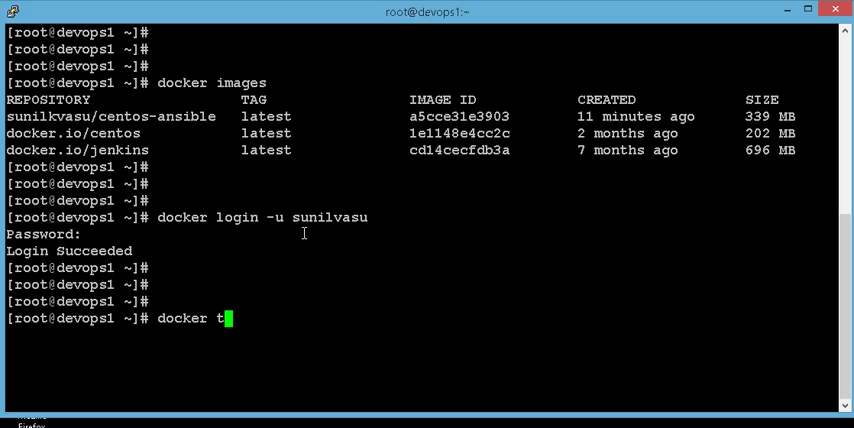 root@devops1:~
[root@devops1 ~]#
[root@devops1 ~]#
[root@devops1 ~]#
[root@devops1 ~]# docker images
REPOSITORY TAG IMAGE ID CREATED SIZE
sunilkvasu/centos-ansible latest a5cce31e3903 11 minutes ago 339 MB
docker.io/centos latest 1e1148e4cc2c 2 months ago 202 MB
docker.io/jenkins latest cd14cecfdb3a 7 months ago 696 MB
[root@devops1 ~]#
[root@devops1 ~]#
[root@devops1 ~]#
[root@devops1 ~]# docker login -u sunilvasu
Password:
Login Succeeded
[root@devops1 ~]#
[root@devops1 ~]#
[root@devops1 ~]#
[root@devops1 ~]# docker t
Firefox